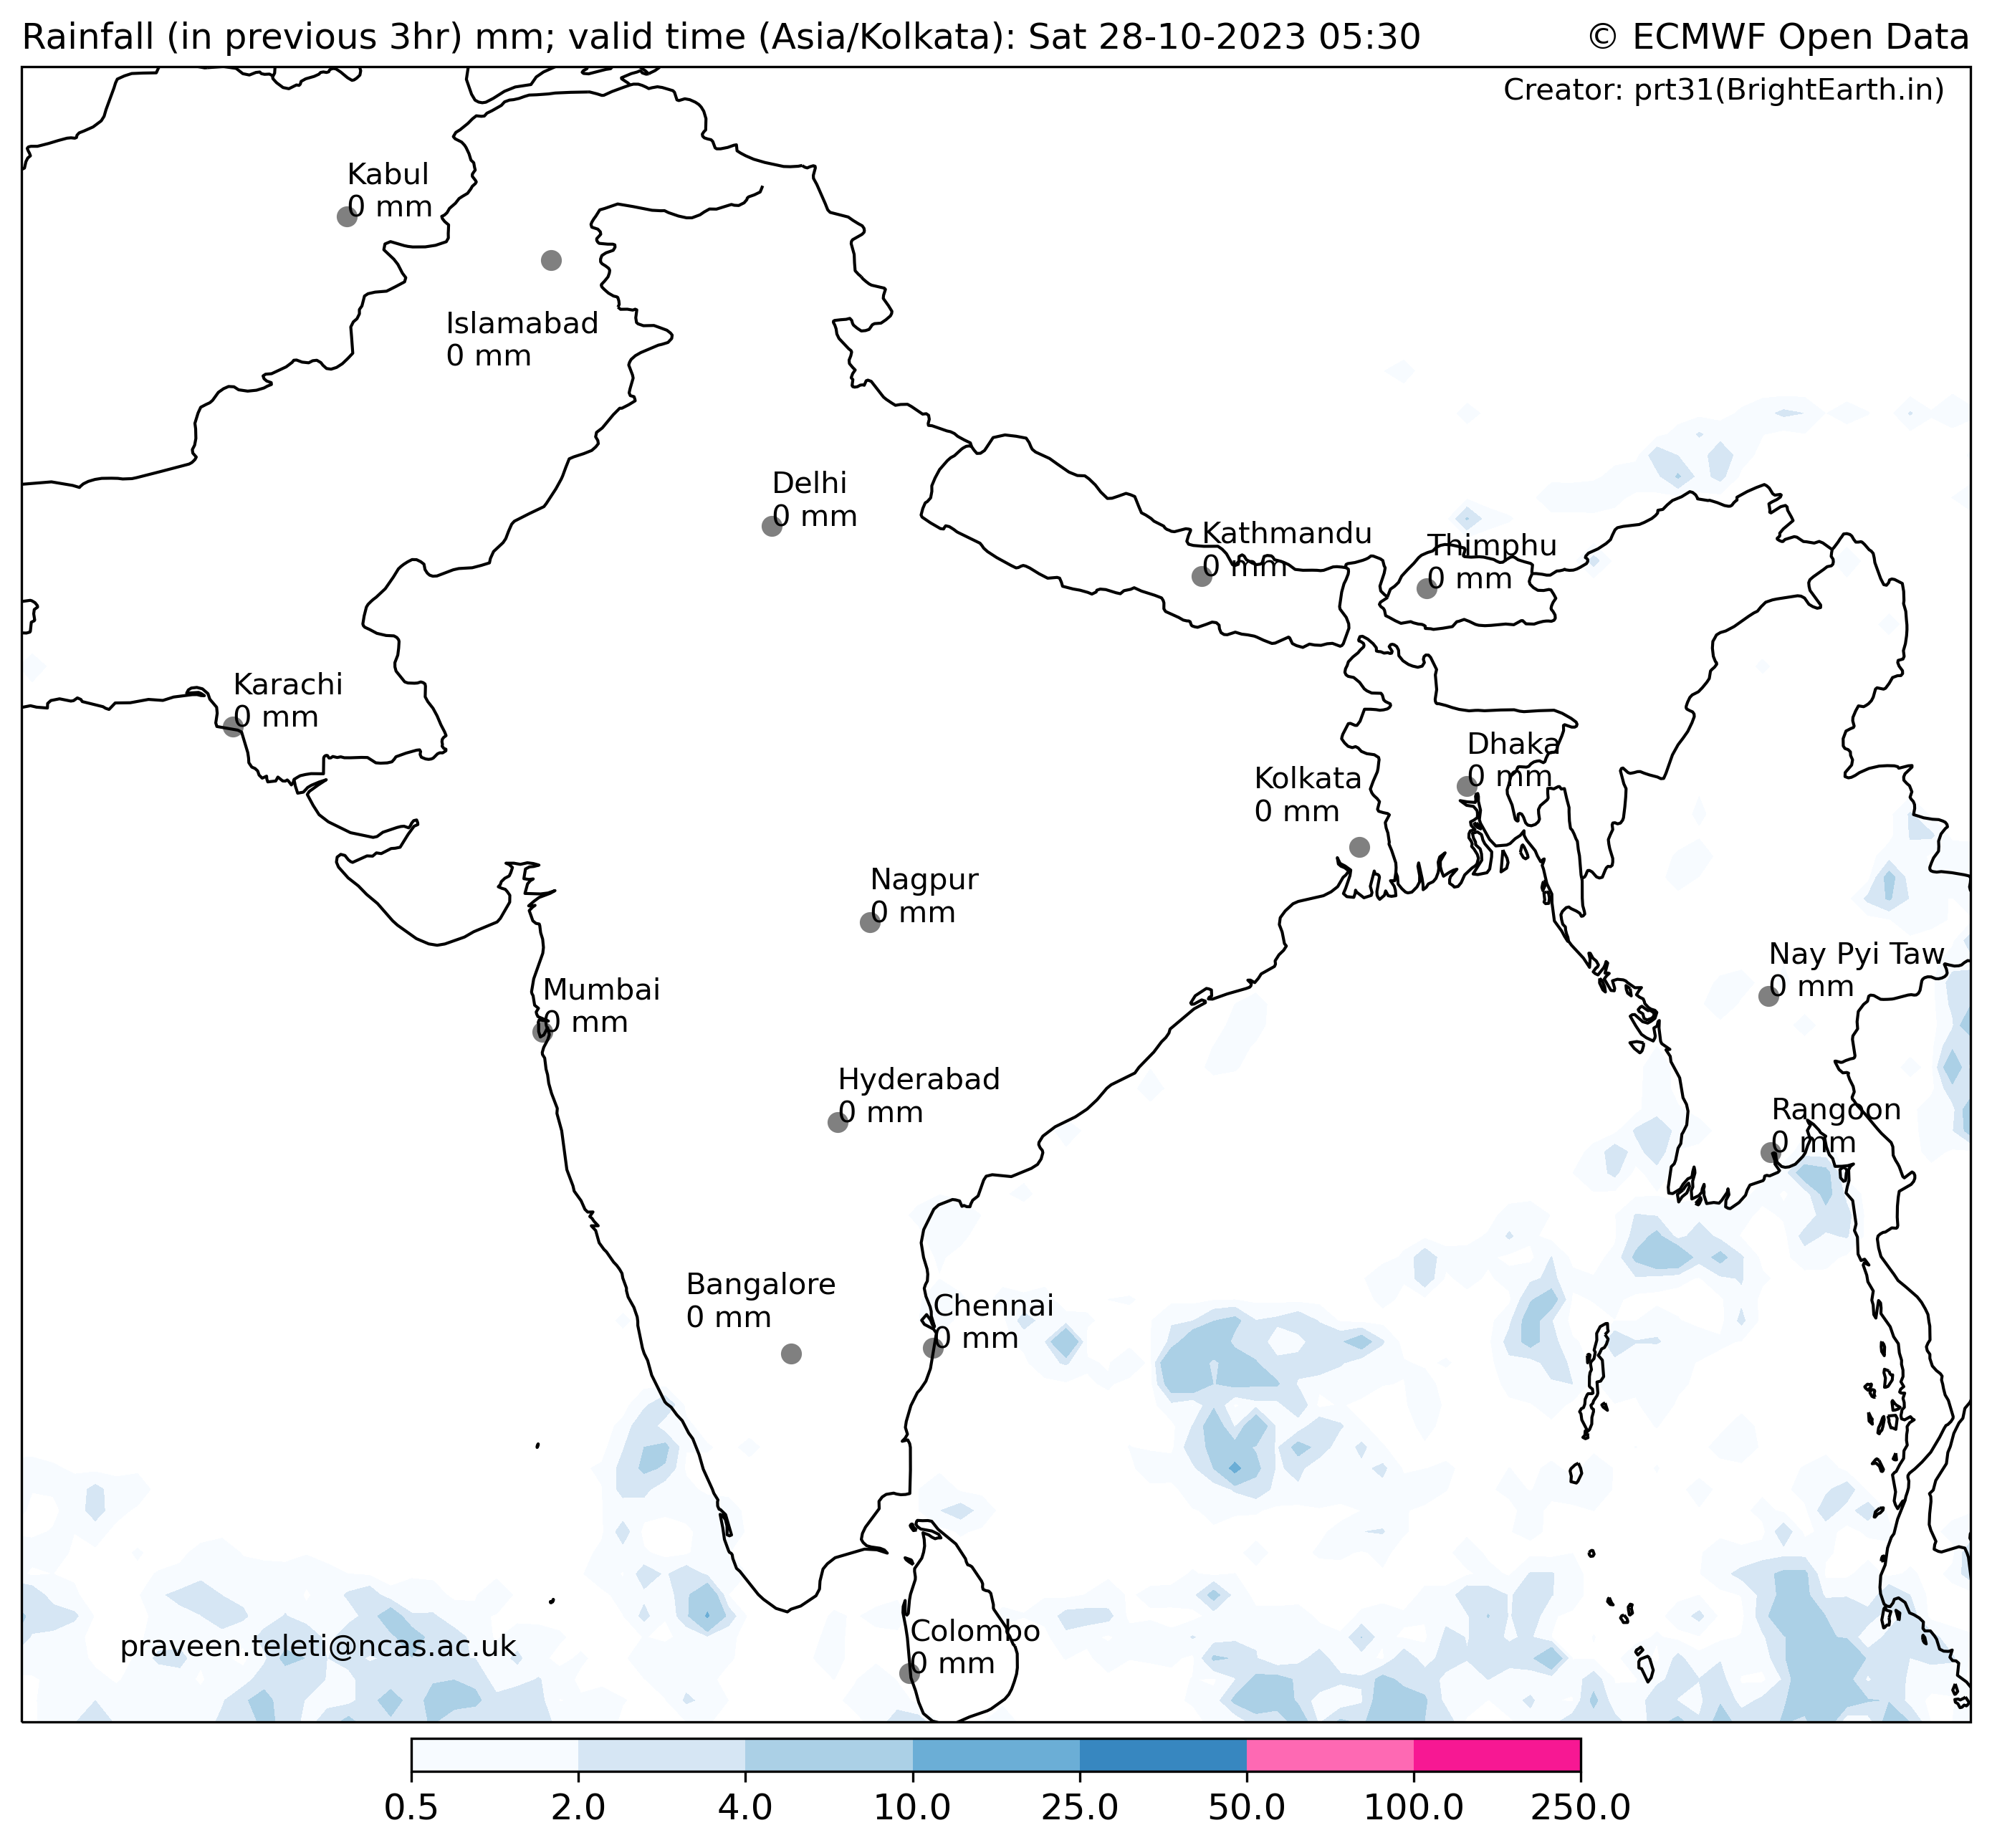 Rainfall (in previous 3hr) mm; valid time (Asia/Kolkata): Sat 28-10-2023 05:30
© ECMWF Open Data
Creator: prt31(BrightEarth.in)
Kabul
0 mm
Islamabad
0 mm
Delhi
0 mm
Kathmandu
0 mm
Thimphu
0 mm
Karachi
0 mm
Dhaka
0 mm
Kolkata
0 mm
Nagpur
0 mm
Nay Pyi Taw
0 mm
Mumbai
0 mm
Hyderabad
0 mm
Rangoon
0 mm
Bangalore
0 mm
Chennai
0 mm
Colombo
0 mm
praveen.teleti@ncas.ac.uk
0.5 2.0 4.0 10.0 25.0 50.0 100.0 250.0